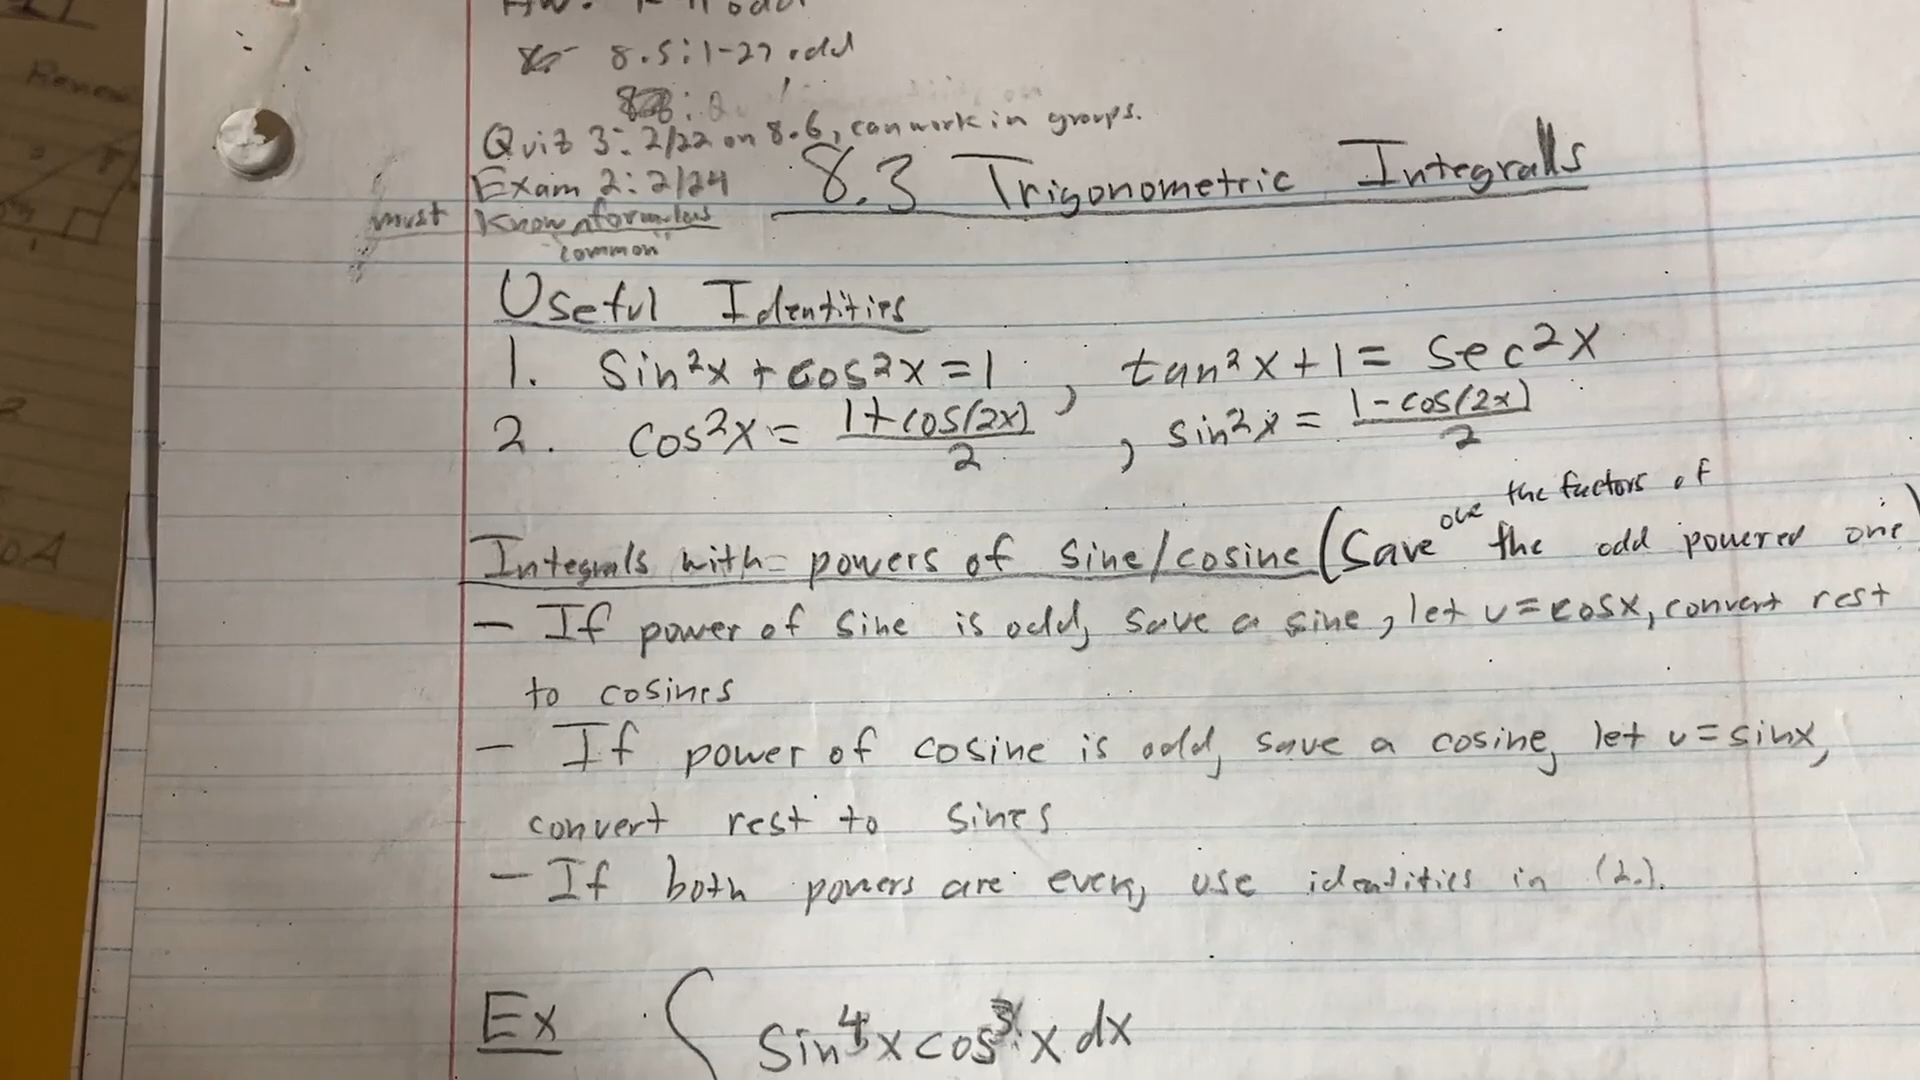 8.5: 1-27 odd
Quiz 3: 2/22 on 8.6, can work in groups.
Exam 2: 2/24
must know formulas
"common"
8.3 Trigonometric Integralls
Useful Identities
1. sin²x + cos²x = 1, tan²x + 1 = sec²x
2. cos²x = (1+cos(2x))/2, sin²x = (1-cos(2x))/2
Integrals with powers of sine/cosine (Save one of the factors of the odd powered one)
- If power of sine is odd, save a sine, let u=cosx, convert rest
to cosines
- If power of cosine is odd, save a cosine, let u=sinx,
convert rest to sines
- If both powers are even, use identities in (2.).
Ex ∫ sin⁴x cos³x dx
Renew